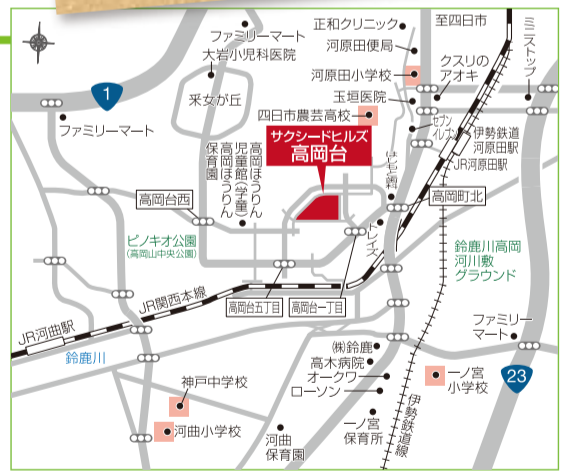 ファミリーマート
大岩小児科医院
正和クリニック
河原田便局
河原田小学校
至四日市
ミニストップ
クスリの
アオキ
玉垣医院
四日市農芸高校
セブン
イレブン
伊勢鉄道
河原田駅
JR河原田駅
1
ファミリーマート
采女が丘
サクシードヒルズ
高岡台
高岡ほうりん
児童館(学童)
高岡ほうりん
保育園
はしもと歯科
高岡台西
高岡町北
トレイズ
ピノキオ公園
(高岡山中央公園)
鈴鹿川高岡
河川敷
グラウンド
JR関西本線
高岡台五丁目
高岡台一丁目
JR河曲駅
鈴鹿川
ファミリー
マート
23
㈱鈴鹿
高木病院
オークワ
ローソン
一ノ宮
小学校
神戸中学校
河曲小学校
河曲
保育園
一ノ宮
保育所
伊勢鉄道線